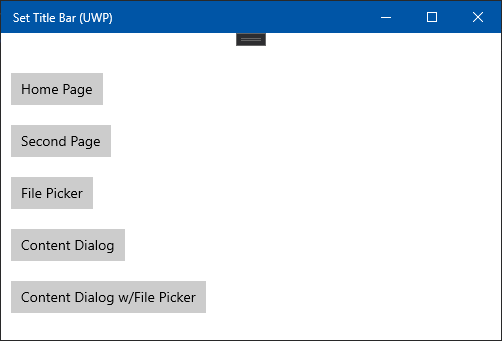 Set Title Bar (UWP)
Home Page
Second Page
File Picker
Content Dialog
Content Dialog w/File Picker